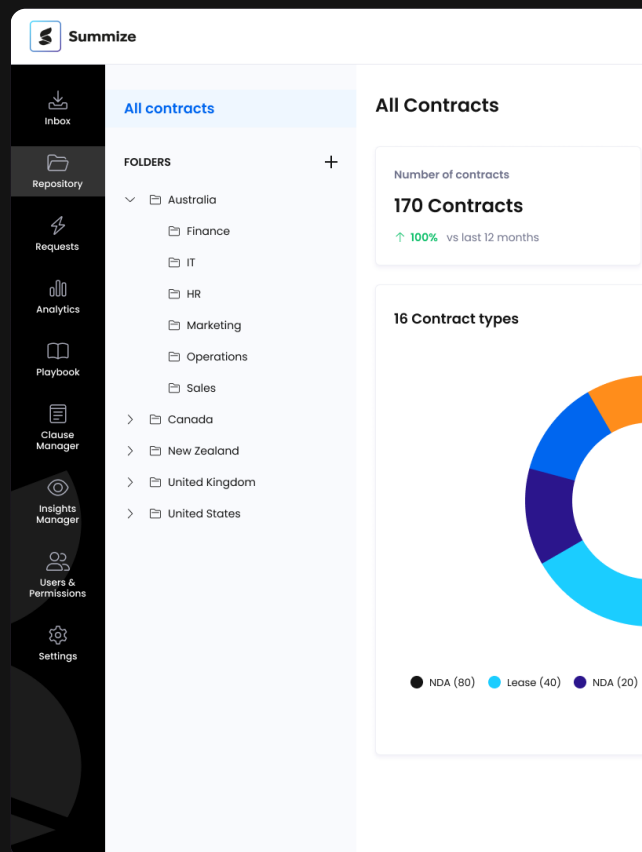 Summize
Inbox
Repository
Requests
Analytics
Playbook
Clause
Manager
Insights
Manager
Users &
Permissions
Settings
All contracts
FOLDERS
Australia
Finance
IT
HR
Marketing
Operations
Sales
Canada
New Zealand
United Kingdom
United States
All Contracts
Number of contracts
170 Contracts
100% vs last 12 months
16 Contract types
NDA (80) Lease (40) NDA (20)